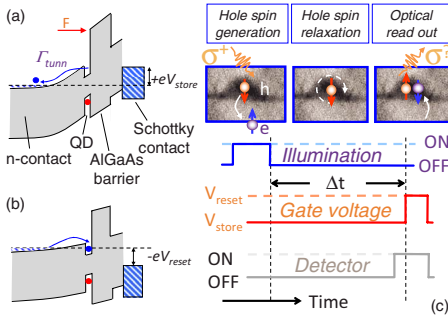 (a)
F
Γtunn
+eVstore
Schottky
contact
n-contact
QD
AlGaAs
barrier
(b)
-eVreset
Hole spin
generation
Hole spin
relaxation
Optical
read out
σ+
h
e
σ?
Illumination
ON
OFF
Δt
Vreset
Gate voltage
Vstore
ON
Detector
OFF
Time
(c)